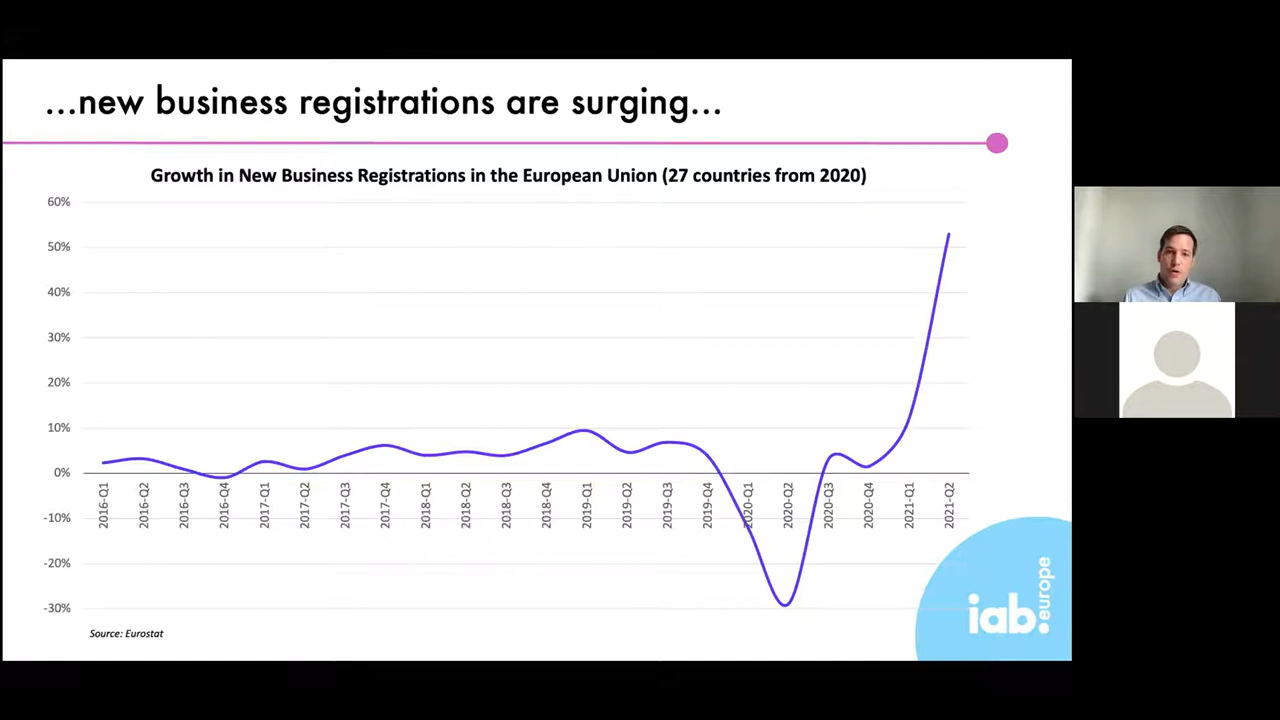 ...new business registrations are surging...
Growth in New Business Registrations in the European Union (27 countries from 2020)
60%
50%
40%
30%
20%
10%
0%
-10%
-20%
-30%
2016-Q1
2016-Q2
2016-Q3
2016-Q4
2017-Q1
2017-Q2
2017-Q3
2017-Q4
2018-Q1
2018-Q2
2018-Q3
2018-Q4
2019-Q1
2019-Q2
2019-Q3
2019-Q4
2020-Q1
2020-Q2
2020-Q3
2020-Q4
2021-Q1
2021-Q2
Source: Eurostat
iab.
europe